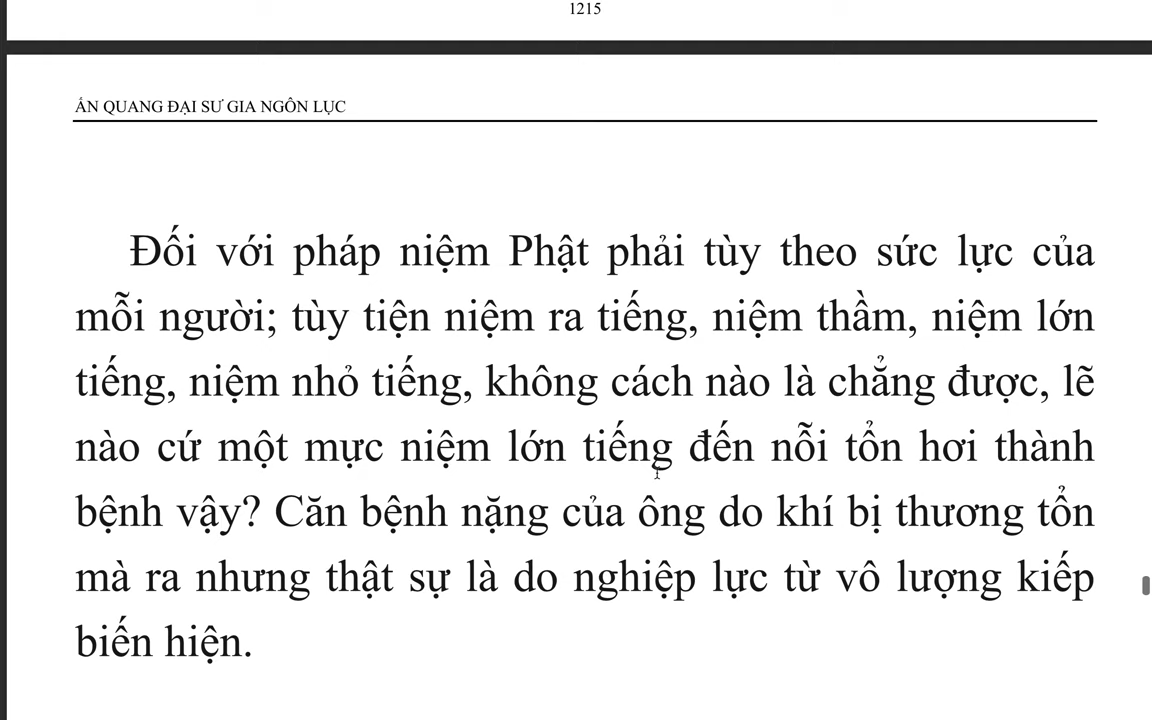 1215
ẤN QUANG ĐẠI SƯ GIA NGÔN LỤC
Đối với pháp niệm Phật phải tùy theo sức lực của
mỗi người; tùy tiện niệm ra tiếng, niệm thầm, niệm lớn
tiếng, niệm nhỏ tiếng, không cách nào là chẳng được, lẽ
nào cứ một mực niệm lớn tiếng đến nỗi tổn hơi thành
bệnh vậy? Căn bệnh nặng của ông do khí bị thương tổn
mà ra nhưng thật sự là do nghiệp lực từ vô lượng kiếp
biến hiện.